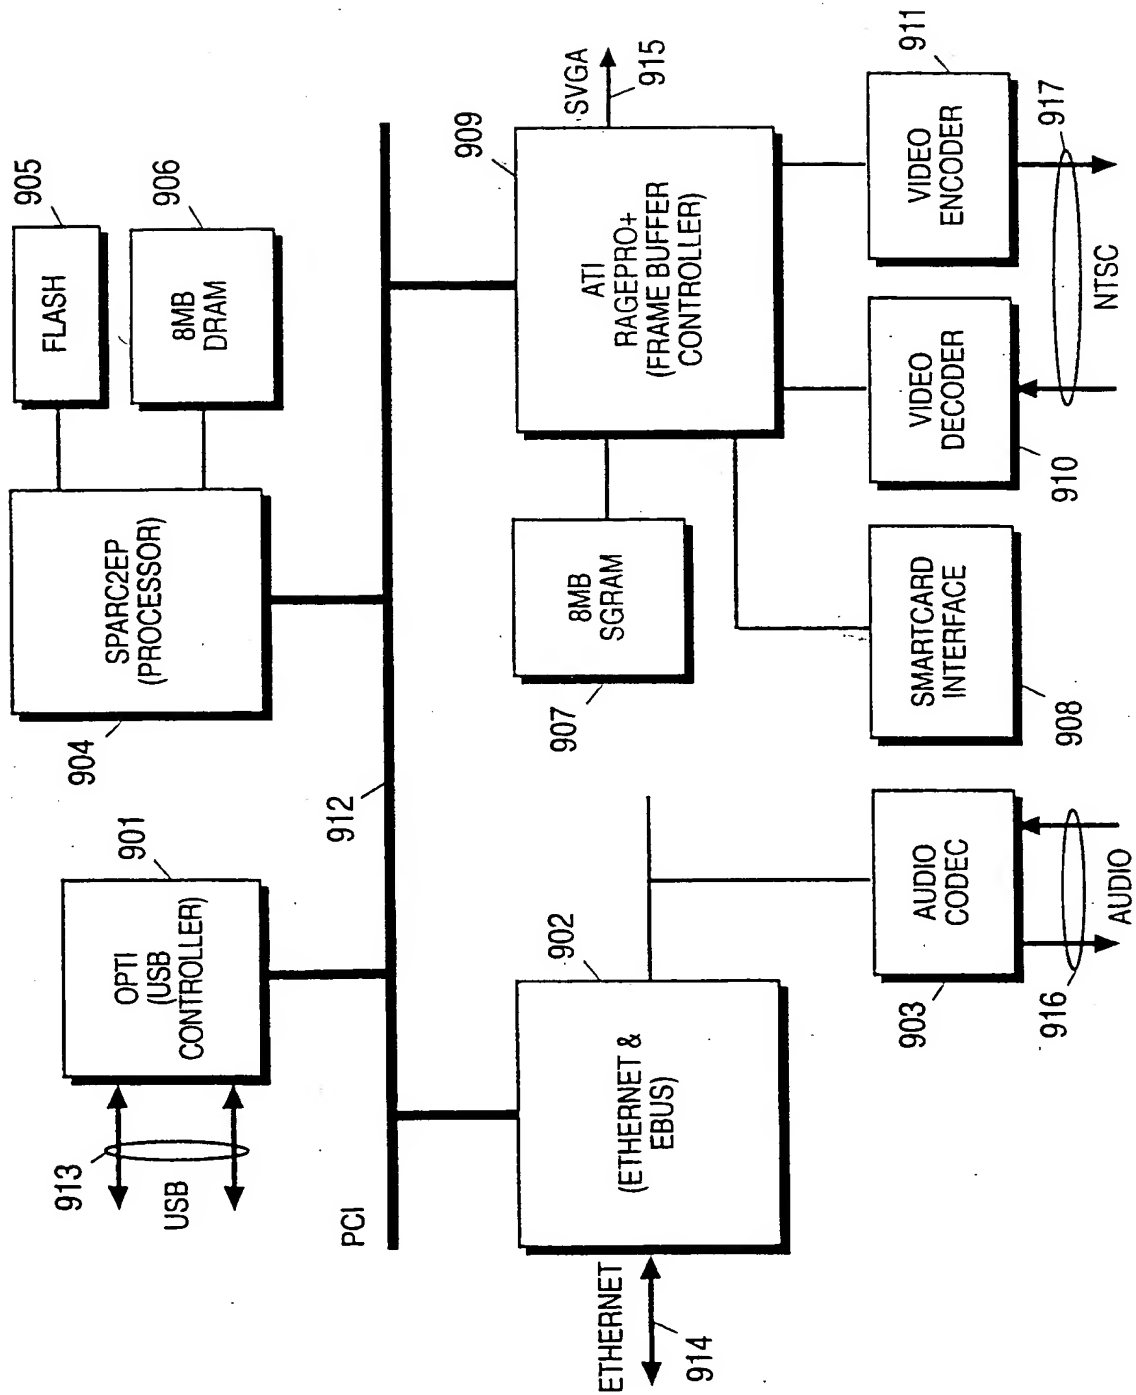 913
USB
901
OPTI
(USB
CONTROLLER)
904
SPARC2EP
(PROCESSOR)
905
FLASH
906
8MB
DRAM
PCI
912
ETHERNET
914
902
(ETHERNET &
EBUS)
903
AUDIO
CODEC
916
AUDIO
907
8MB
SGRAM
908
SMARTCARD
INTERFACE
909
ATI
RAGEPRO+
(FRAME BUFFER
CONTROLLER)
SVGA
915
910
VIDEO
DECODER
911
VIDEO
ENCODER
917
NTSC